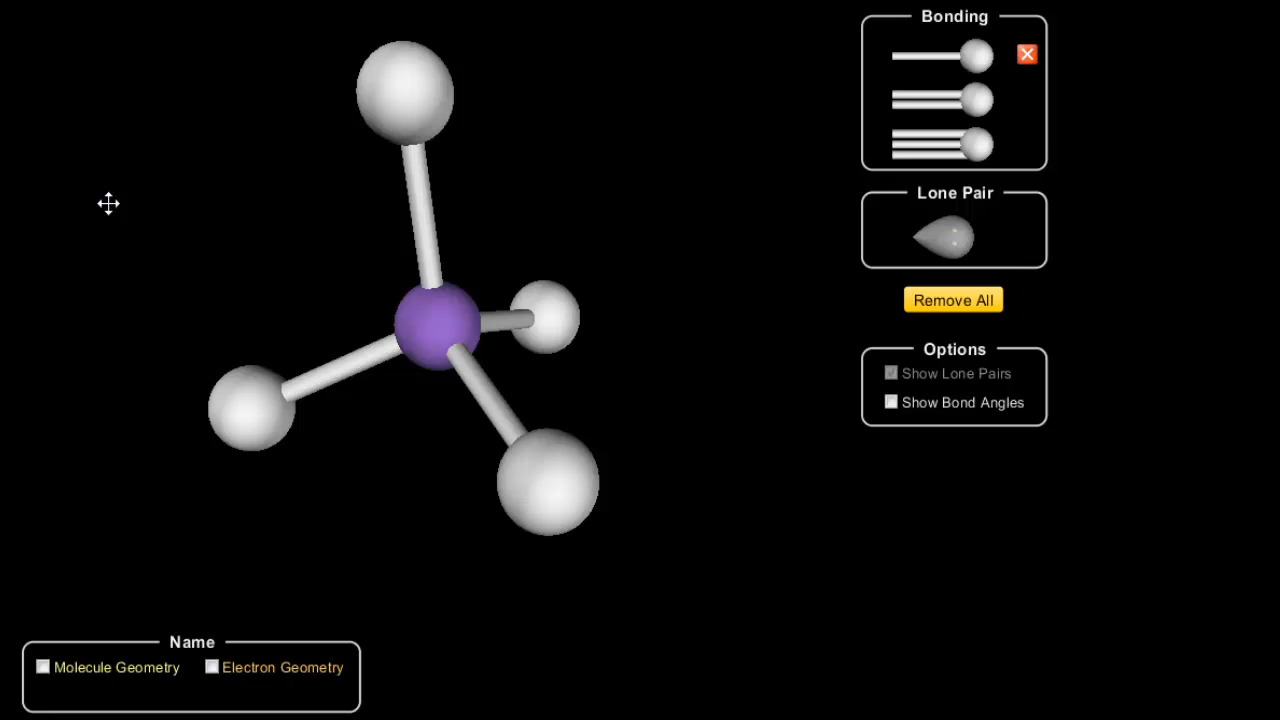 Bonding
Lone Pair
Remove All
Options
Show Lone Pairs
Show Bond Angles
Name
Molecule Geometry
Electron Geometry